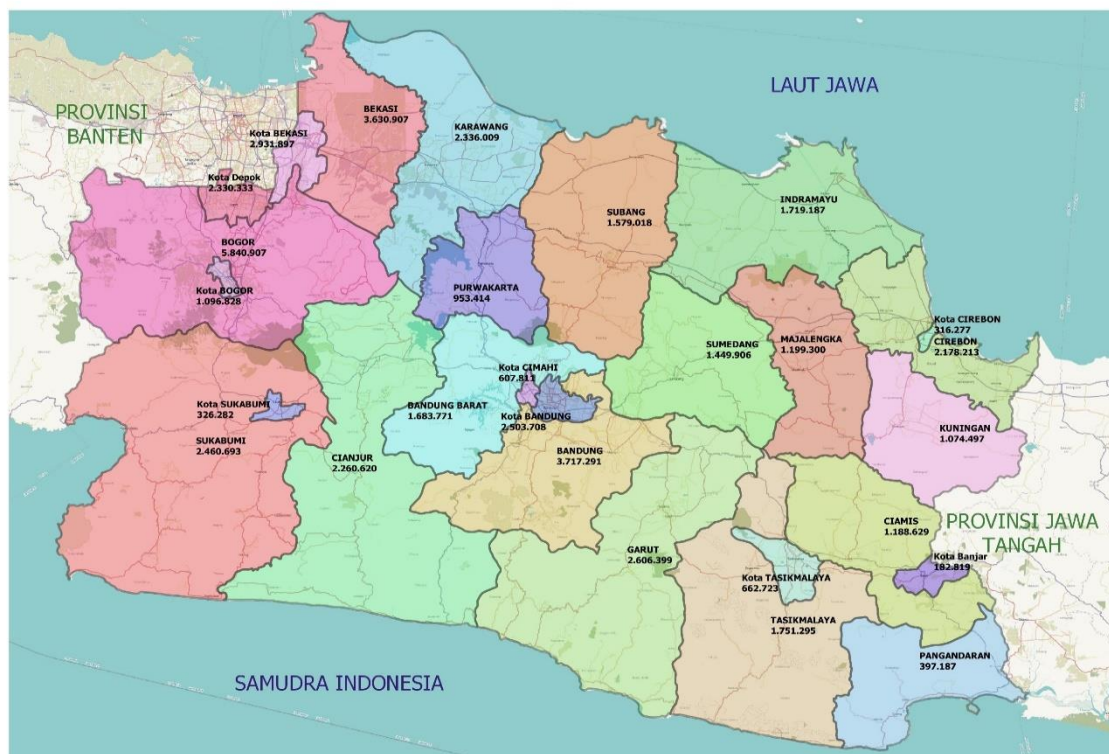 LAUT JAWA
PROVINSI
BANTEN
BEKASI
3.630.907
Kota BEKASI
2.931.897
KARAWANG
2.336.009
Kota Depok
2.330.333
INDRAMAYU
1.719.187
SUBANG
1.579.018
BOGOR
5.840.907
Kota BOGOR
1.096.828
PURWAKARTA
953.414
Kota CIREBON
316.277
CIREBON
2.178.213
SUMEDANG
1.449.906
MAJALENGKA
1.199.300
Kota CIMAHI
607.811
BANDUNG BARAT
1.683.771
Kota BANDUNG
2.503.708
Kota SUKABUMI
326.282
SUKABUMI
2.460.693
CIANJUR
2.260.620
BANDUNG
3.717.291
KUNINGAN
1.074.497
CIAMIS
1.188.629
PROVINSI JAWA
TANGAH
Kota Banjar
182.819
GARUT
2.606.399
Kota TASIKMALAYA
662.723
TASIKMALAYA
1.751.295
PANGANDARAN
397.187
SAMUDRA INDONESIA